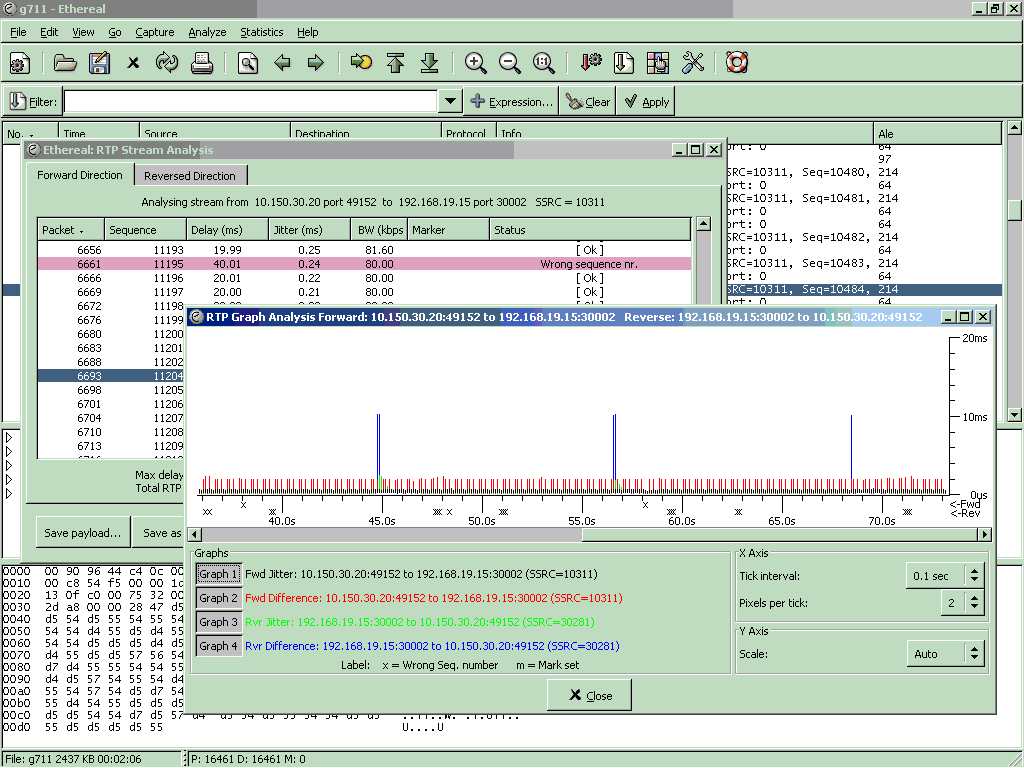 g711 - Ethereal
File Edit View Go Capture Analyze Statistics Help
Filter: Expression... Clear Apply
No. Time Source Destination Protocol Info Ale
ort: 0 64
97
SRC=10311, Seq=10480, 214
ort: 0 64
SRC=10311, Seq=10481, 214
ort: 0 64
ort: 0 64
SRC=10311, Seq=10482, 214
ort: 0 64
SRC=10311, Seq=10483, 214
ort: 0 64
SRC=10311, Seq=10484, 214
ort: 0 64
Ethereal: RTP Stream Analysis
Forward Direction Reversed Direction
Analysing stream from 10.150.30.20 port 49152 to 192.168.19.15 port 30002 SSRC = 10311
Packet Sequence Delay (ms) Jitter (ms) BW (kbps Marker Status
6656 11193 19.99 0.25 81.60 [ Ok ]
6661 11195 40.01 0.24 80.00 Wrong sequence nr.
6666 11196 20.01 0.22 80.00 [ Ok ]
6669 11197 20.00 0.21 80.00 [ Ok ]
6672 11198
6676 11199
6680 11200
6683 11201
6688 11202
6693 11204
6698 11205
6701 11206
6704 11207
6710 11208
6713 11209
Max delay
Total RTP
Save payload... Save as
RTP Graph Analysis Forward: 10.150.30.20:49152 to 192.168.19.15:30002 Reverse: 192.168.19.15:30002 to 10.150.30.20:49152
20ms
10ms
0us
<-Fwd
<-Rev
40.0s 45.0s 50.0s 55.0s 60.0s 65.0s 70.0s
Graphs
Graph 1 Fwd Jitter: 10.150.30.20:49152 to 192.168.19.15:30002 (SSRC=10311)
Graph 2 Fwd Difference: 10.150.30.20:49152 to 192.168.19.15:30002 (SSRC=10311)
Graph 3 Rvr Jitter: 192.168.19.15:30002 to 10.150.30.20:49152 (SSRC=30281)
Graph 4 Rvr Difference: 192.168.19.15:30002 to 10.150.30.20:49152 (SSRC=30281)
Label: x = Wrong Seq. number m = Mark set
X Axis
Tick interval: 0.1 sec
Pixels per tick: 2
Y Axis
Scale: Auto
Close
0000 00 90 96 44 c4 0c 00
0010 00 c8 54 f5 00 00 1d
0020 13 0f c0 00 75 32 00
0030 2d a8 00 00 28 47 d5
0040 d5 54 d5 55 54 55 54
0050 54 54 d4 55 d5 d4 55
0060 54 54 d5 d5 d5 d4 d5
0070 d4 55 d5 d5 57 56 54
0080 d7 d4 55 55 54 55 54
0090 d4 d5 57 54 55 54 d4
00a0 55 54 57 54 d5 d7 54
00b0 55 d4 55 54 d5 d5 d5
00c0 d5 55 54 54 d7 d5 57
00d0 55 d5 d5 d5 d5 55 U....U
File: g711 2437 KB 00:02:06 P: 16461 D: 16461 M: 0